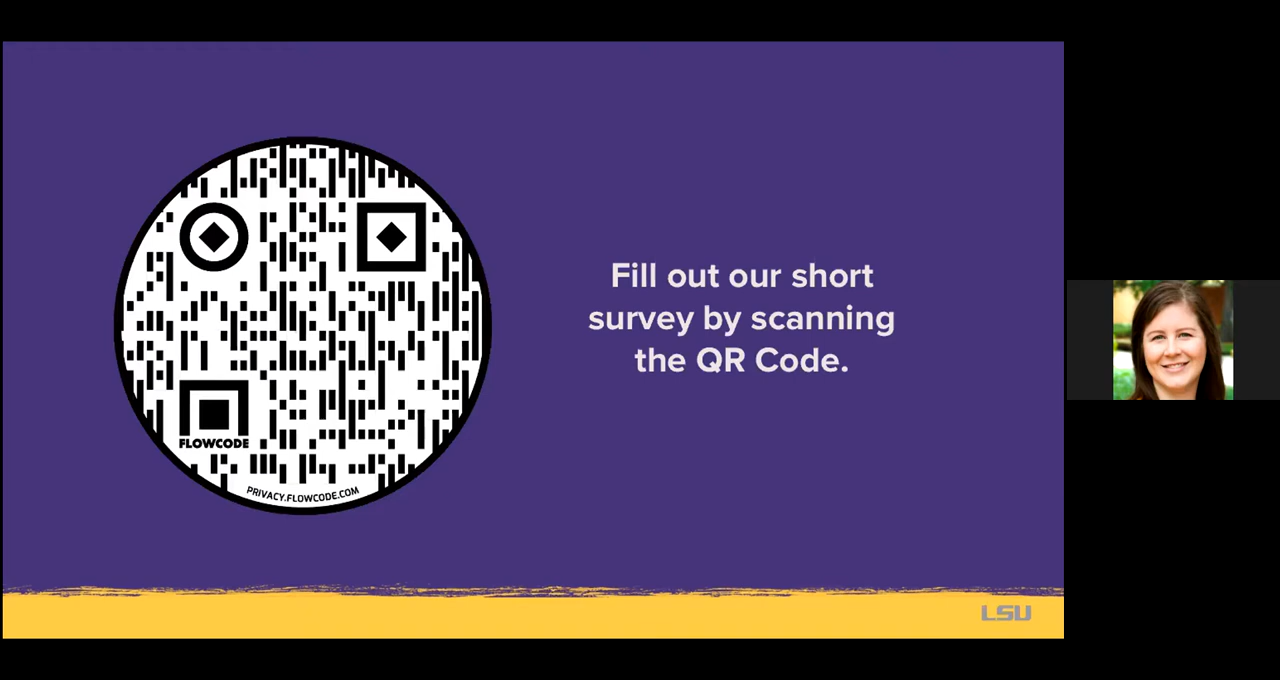 FLOWCODE
PRIVACY.FLOWCODE.COM
Fill out our short
survey by scanning
the QR Code.
LSU